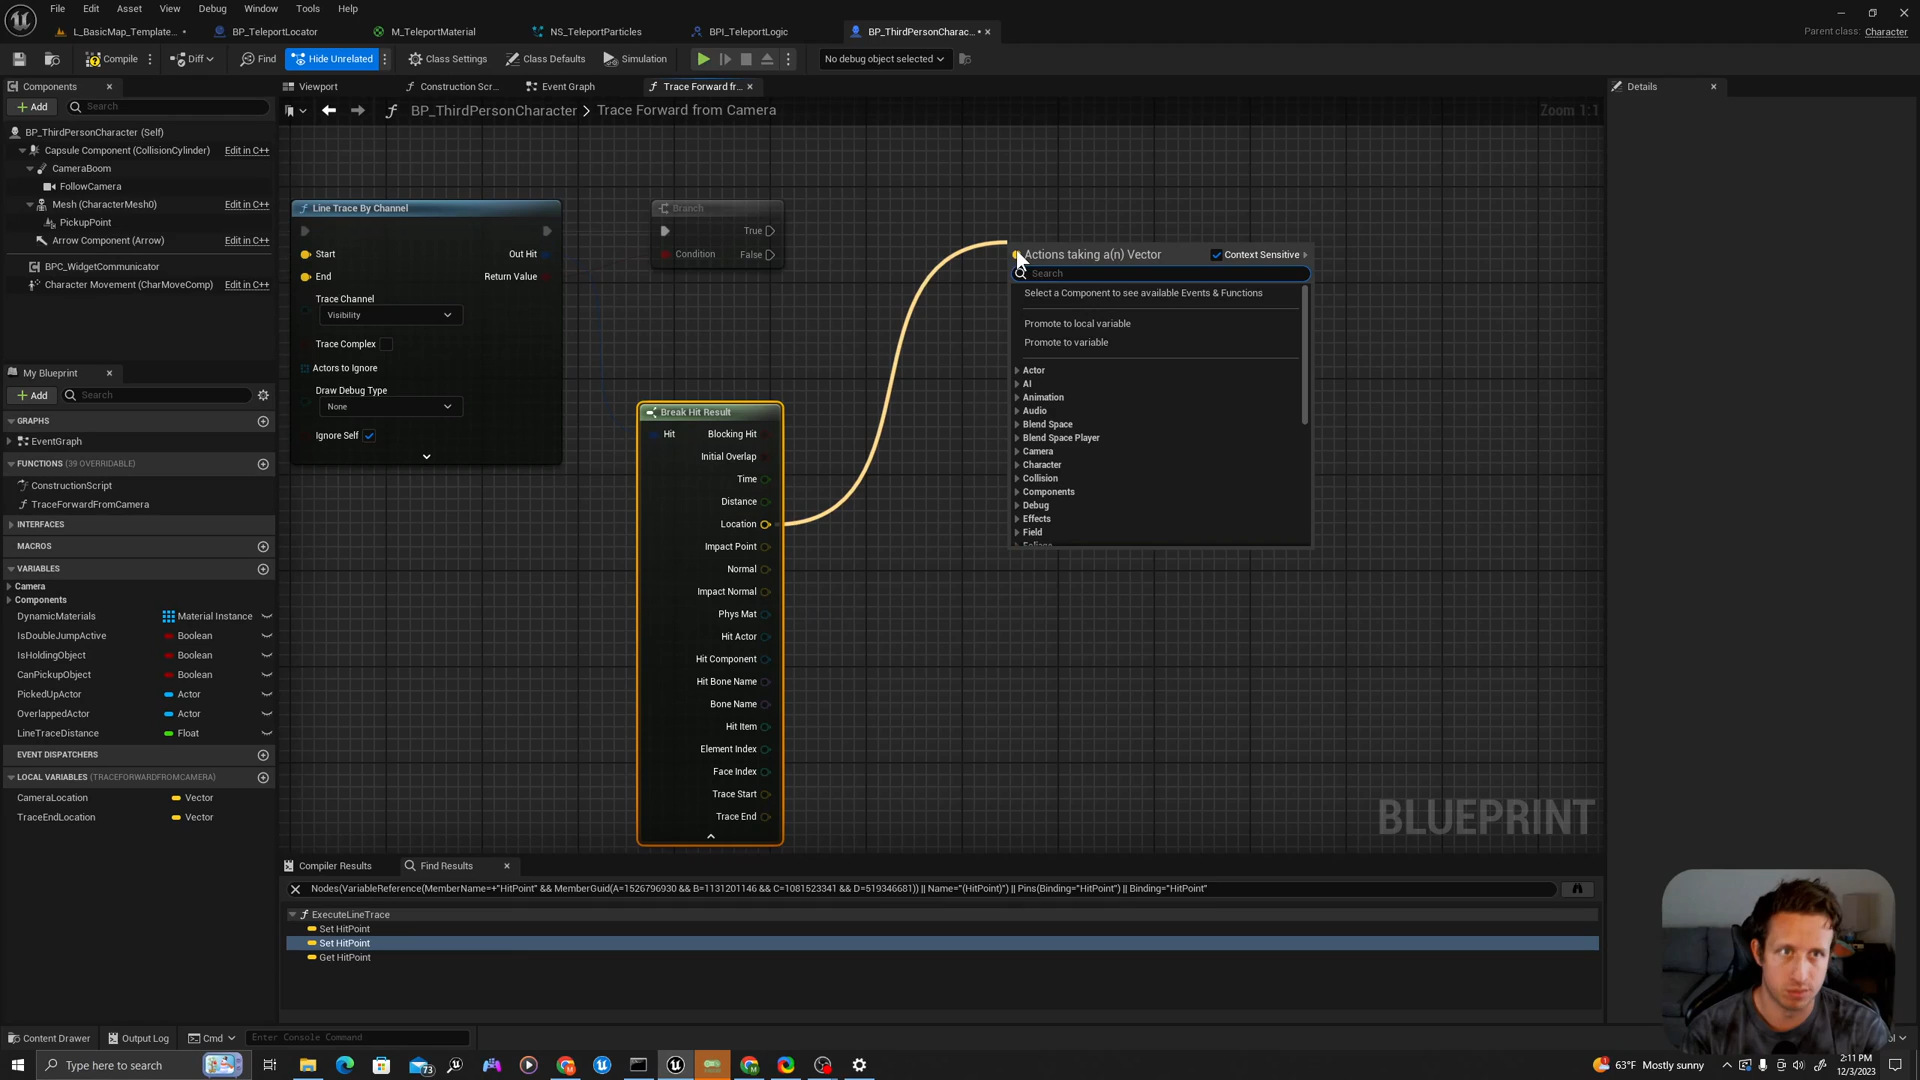 File Edit Asset View Debug Window Tools Help
L_BasicMap_Template... • BP_TeleportLocator M_TeleportMaterial NS_TeleportParticles BPI_TeleportLogic BP_ThirdPersonCharac... •
Parent class: Character
Compile Diff Find Hide Unrelated Class Settings Class Defaults Simulation No debug object selected
Components
Viewport Construction Scr... Event Graph Trace Forward fr...
Details
Add Search
BP_ThirdPersonCharacter > Trace Forward from Camera
Zoom 1:1
BP_ThirdPersonCharacter (Self)
Capsule Component (CollisionCylinder) Edit in C++
CameraBoom
FollowCamera
Mesh (CharacterMesh0) Edit in C++
PickupPoint
Arrow Component (Arrow) Edit in C++
BPC_WidgetCommunicator
Character Movement (CharMoveComp) Edit in C++
My Blueprint
Add Search
GRAPHS
EventGraph
FUNCTIONS (39 OVERRIDABLE)
ConstructionScript
TraceForwardFromCamera
INTERFACES
MACROS
VARIABLES
Camera
Components
DynamicMaterials Material Instance
IsDoubleJumpActive Boolean
IsHoldingObject Boolean
CanPickupObject Boolean
PickedUpActor Actor
OverlappedActor Actor
LineTraceDistance Float
EVENT DISPATCHERS
LOCAL VARIABLES (TRACEFORWARDFROMCAMERA)
CameraLocation Vector
TraceEndLocation Vector
Line Trace By Channel
Start Out Hit
End Return Value
Trace Channel
Visibility
Trace Complex
Actors to Ignore
Draw Debug Type
None
Ignore Self
Branch
True
Condition False
Break Hit Result
Hit Blocking Hit
Initial Overlap
Time
Distance
Location
Impact Point
Normal
Impact Normal
Phys Mat
Hit Actor
Hit Component
Hit Bone Name
Bone Name
Hit Item
Element Index
Face Index
Trace Start
Trace End
Actions taking a(n) Vector Context Sensitive
Search
Select a Component to see available Events & Functions
Promote to local variable
Promote to variable
Actor
AI
Animation
Audio
Blend Space
Blend Space Player
Camera
Character
Collision
Components
Debug
Effects
Field
Foliage
BLUEPRINT
Compiler Results Find Results
Nodes(VariableReference(MemberName=+"HitPoint" && MemberGuid(A=1526796930 && B=1131201146 && C=1081523341 && D=519346681)) || Name="(HitPoint)") || Pins(Binding="HitPoint") || Binding="HitPoint"
ExecuteLineTrace
Set HitPoint
Set HitPoint
Get HitPoint
Content Drawer Output Log Cmd Enter Console Command
Type here to search
73
63°F Mostly sunny
2:11 PM
12/3/2023